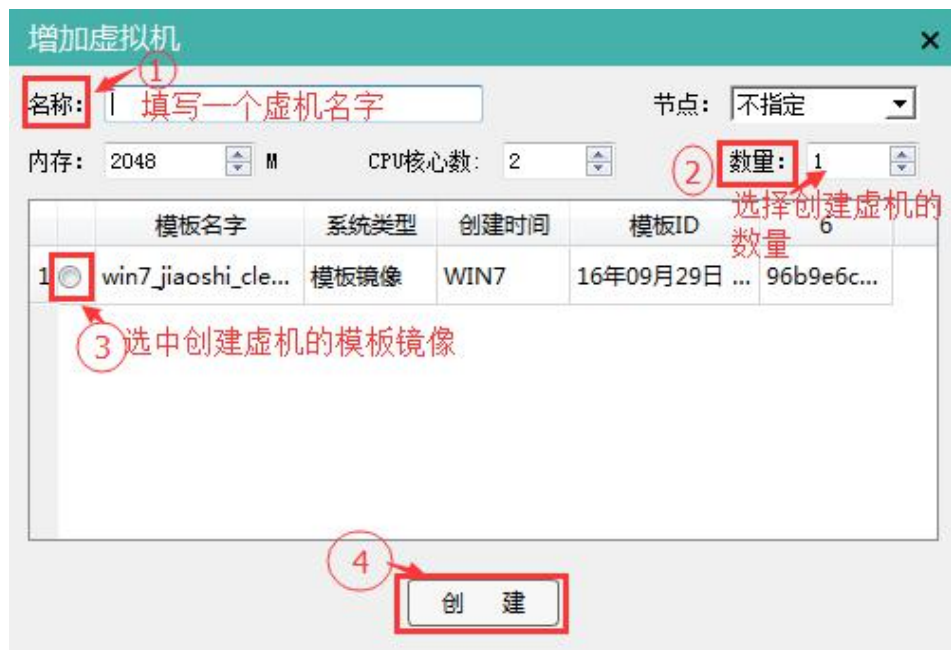 增加虚拟机
①
名称: 填写一个虚机名字 节点: 不指定
内存: 2048 M CPU核心数: 2 ② 数量: 1
选择创建虚机的数量
模板名字 系统类型 创建时间 模板ID 6
1 win7_jiaoshi_cle... 模板镜像 WIN7 16年09月29日 ... 96b9e6c...
③ 选中创建虚机的模板镜像
④
创 建